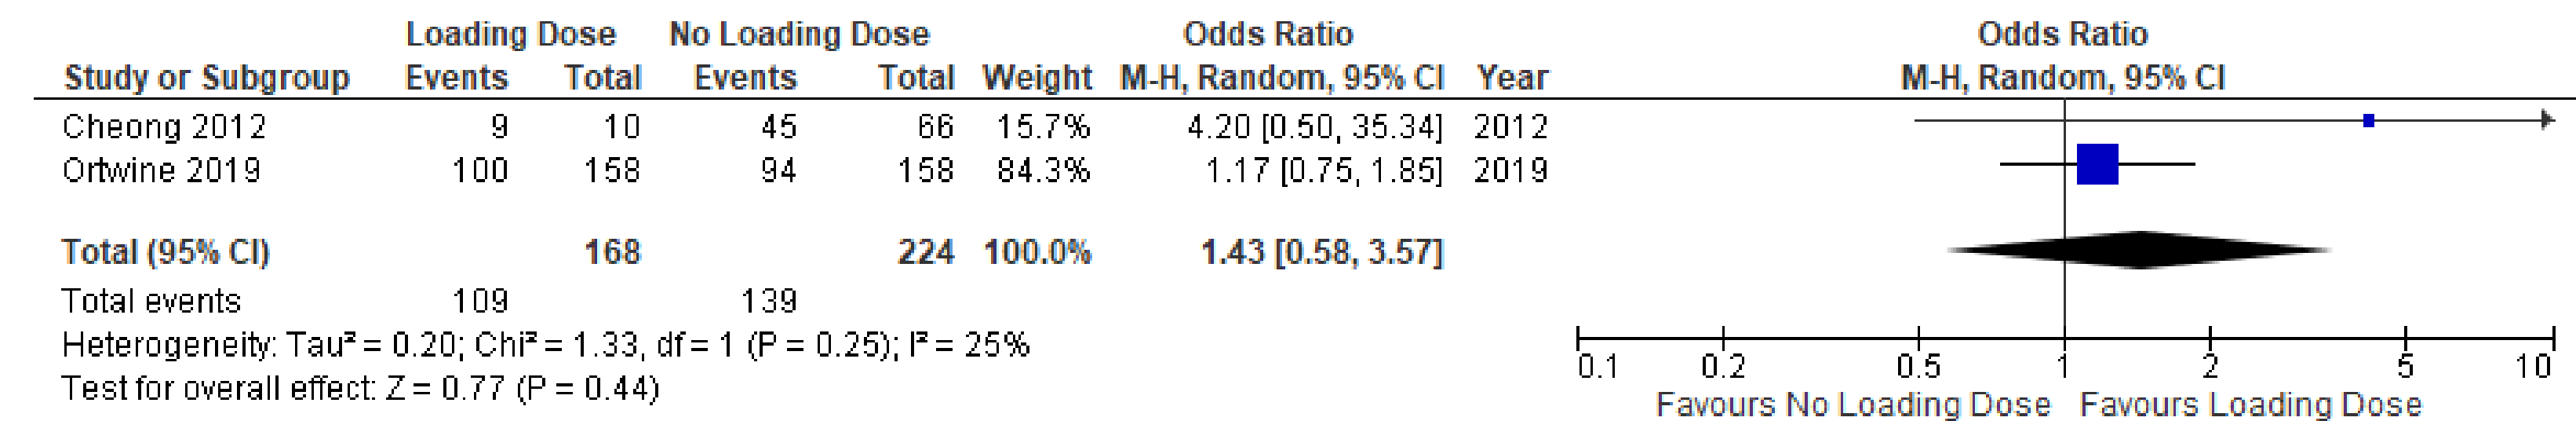 Loading Dose No Loading Dose Odds Ratio Odds Ratio
Study or Subgroup Events Total Events Total Weight M-H, Random, 95% CI Year M-H, Random, 95% CI
Cheong 2012 9 10 45 66 15.7% 4.20 [0.50, 35.34] 2012
Ortwine 2019 100 158 94 158 84.3% 1.17 [0.75, 1.85] 2019
Total (95% CI) 168 224 100.0% 1.43 [0.58, 3.57]
Total events 109 139
Heterogeneity: Tau² = 0.20; Chi² = 1.33, df = 1 (P = 0.25); I² = 25%
Test for overall effect: Z = 0.77 (P = 0.44)
0.1 0.2 0.5 1 2 5 10
Favours No Loading Dose Favours Loading Dose